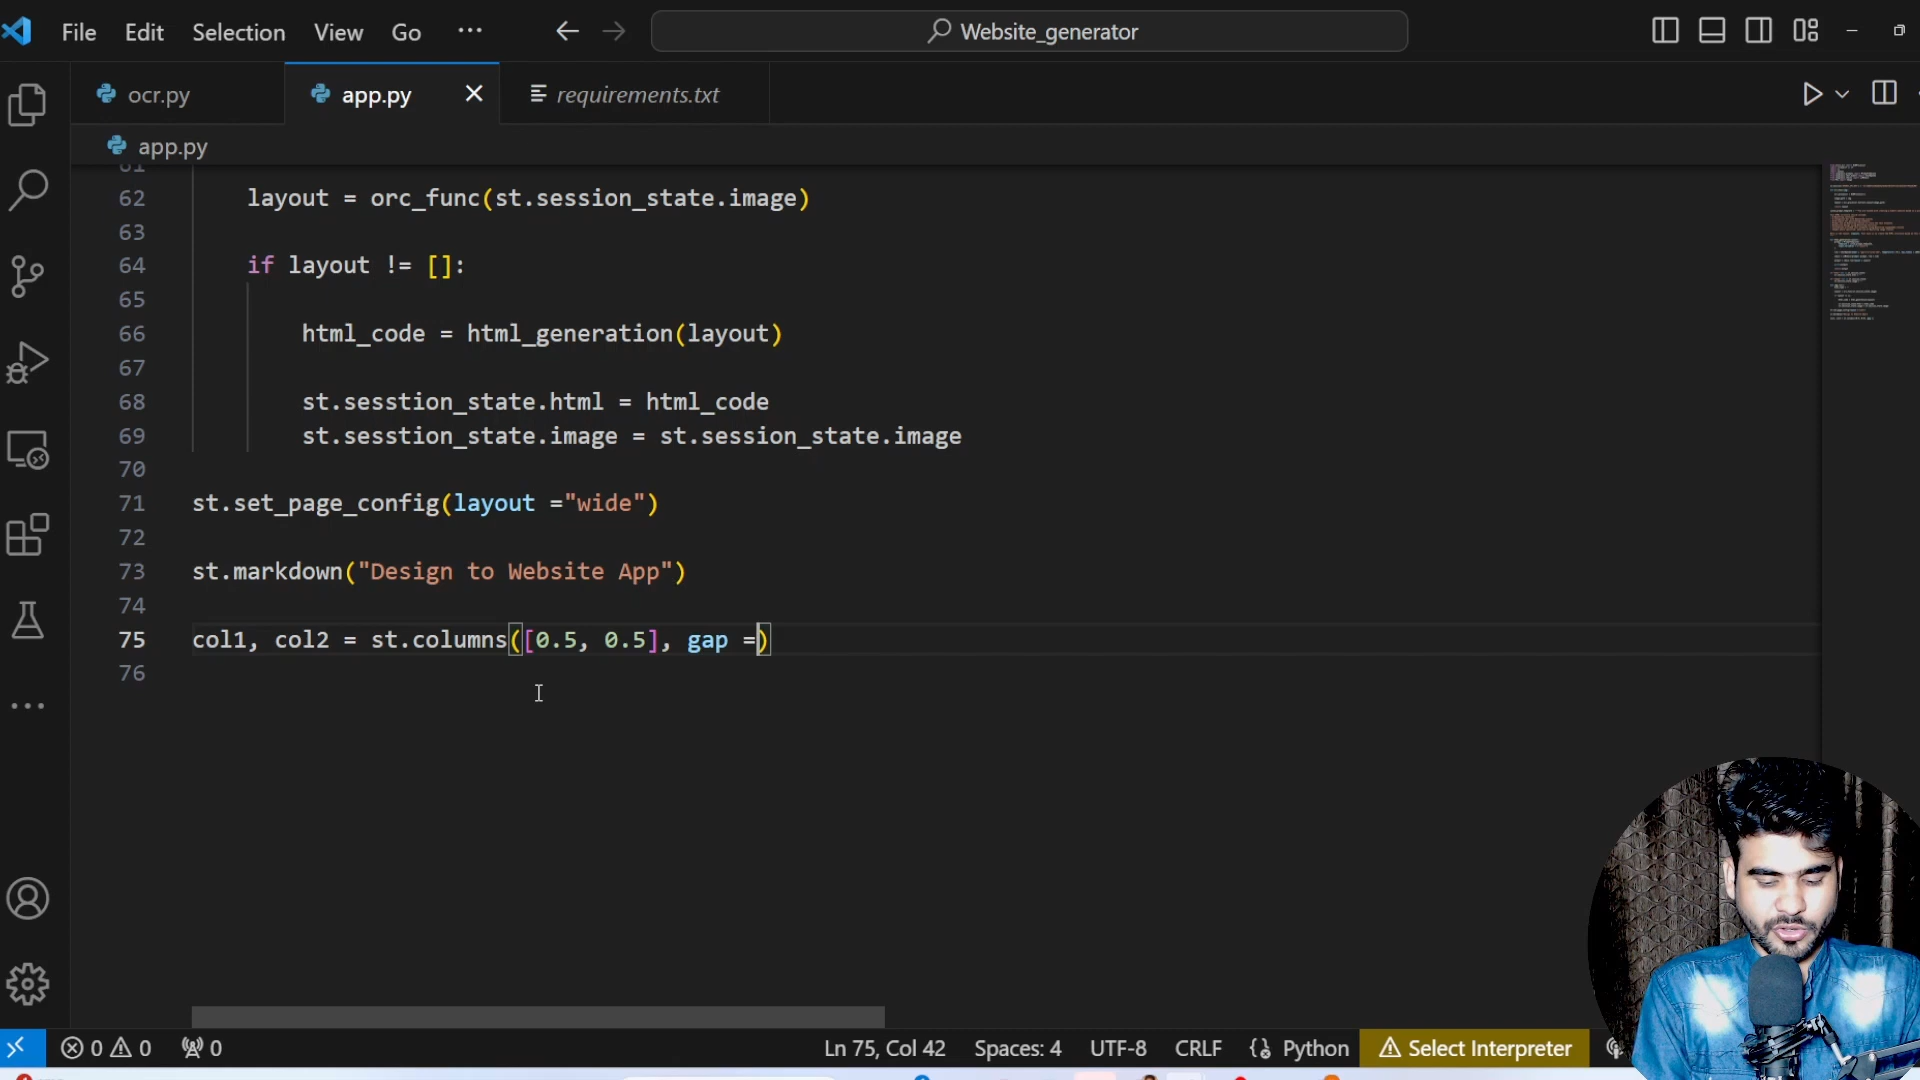 File Edit Selection View Go ··· Website_generator
ocr.py app.py requirements.txt
app.py
61
62 layout = orc_func(st.session_state.image)
63
64 if layout != []:
65
66 html_code = html_generation(layout)
67
68 st.sesstion_state.html = html_code
69 st.sesstion_state.image = st.session_state.image
70
71 st.set_page_config(layout ="wide")
72
73 st.markdown("Design to Website App")
74
75 col1, col2 = st.columns([0.5, 0.5], gap =)
76
0 0 0 Ln 75, Col 42 Spaces: 4 UTF-8 CRLF Python Select Interpreter